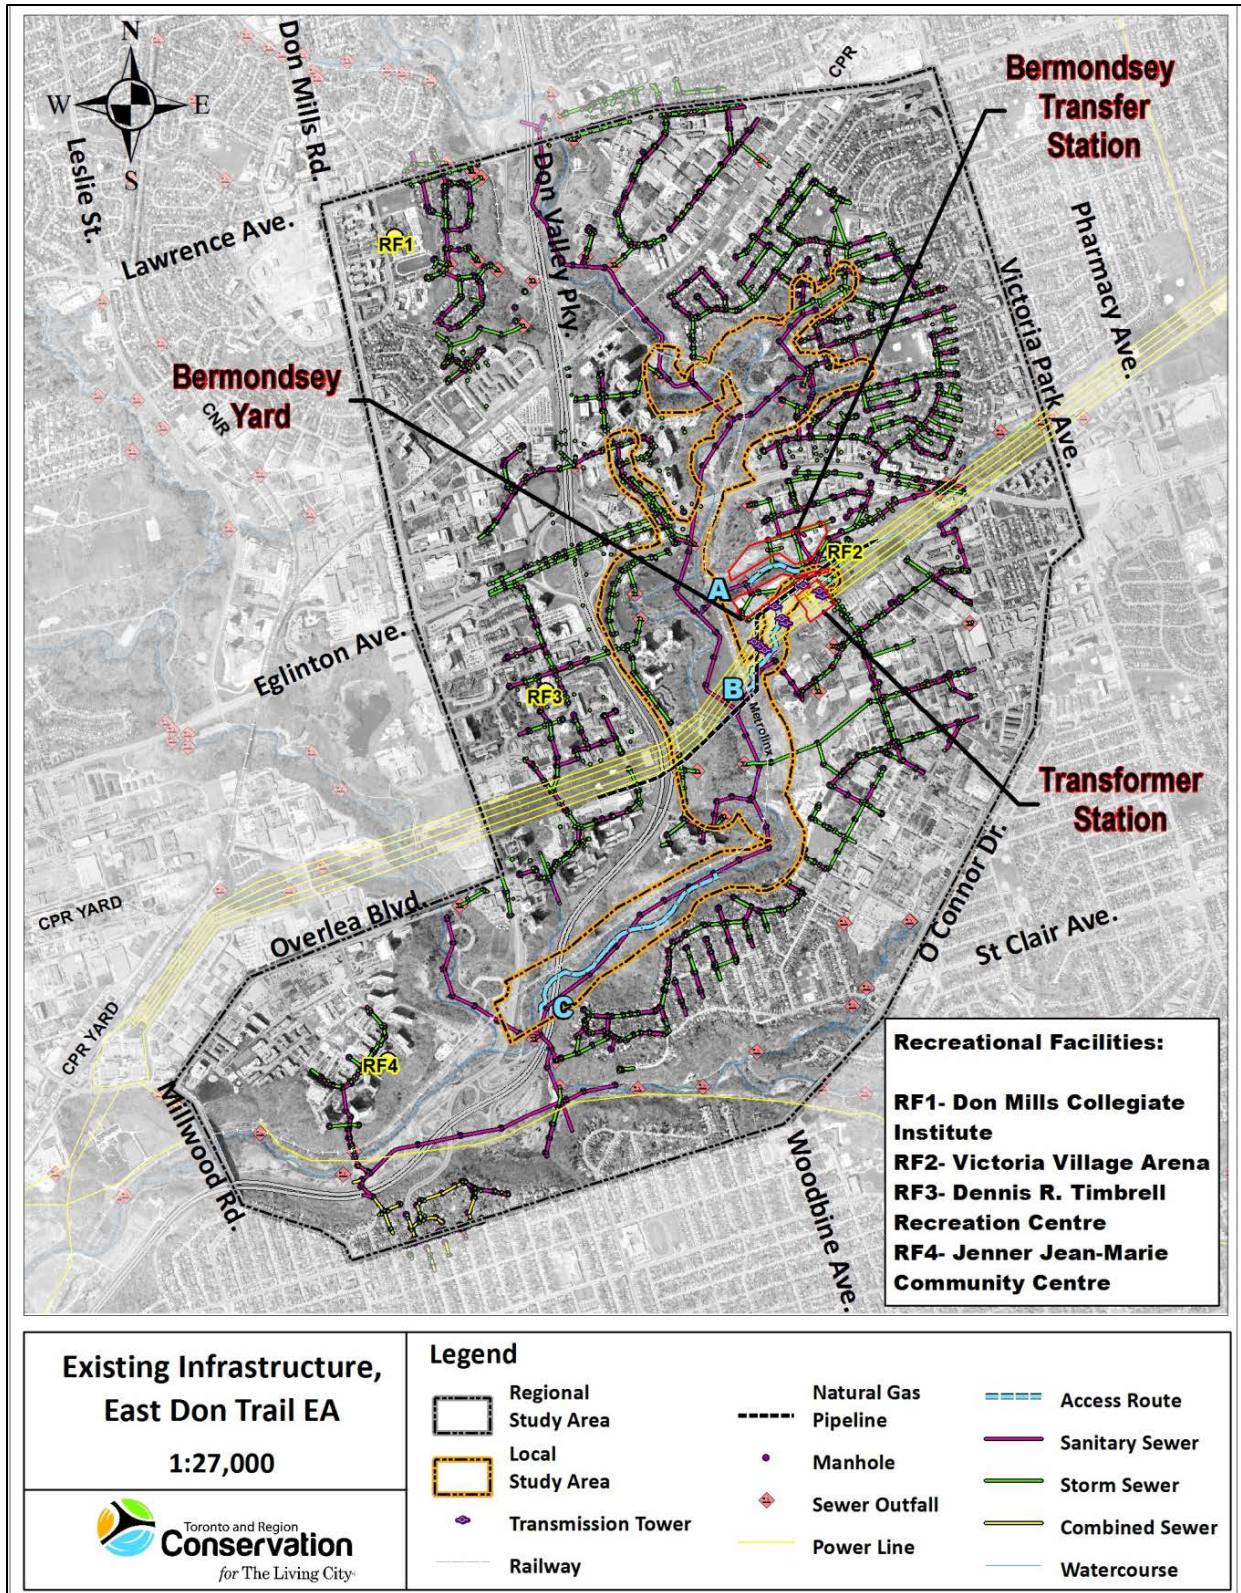 N
W
E
S
Leslie St.
Don Mills Rd.
Lawrence Ave.
Don Valley Pky.
CPR
Bermondsey
Transfer
Station
Pharmacy Ave.
Victoria Park Ave.
RF1
Bermondsey
Yard
CNR
RF2
A
Eglinton Ave.
RF3
B
Metrolinx
Transformer
Station
O Connor Dr.
St Clair Ave.
CPR YARD
Overlea Blvd.
C
CPR YARD
RF4
Millwood Rd.
Woodbine Ave.
Recreational Facilities:
RF1- Don Mills Collegiate
Institute
RF2- Victoria Village Arena
RF3- Dennis R. Timbrell
Recreation Centre
RF4- Jenner Jean-Marie
Community Centre
Existing Infrastructure,
East Don Trail EA
1:27,000
Toronto and Region
Conservation
for The Living City
Legend
Regional
Study Area
Local
Study Area
Transmission Tower
Railway
Natural Gas
Pipeline
Manhole
Sewer Outfall
Power Line
Access Route
Sanitary Sewer
Storm Sewer
Combined Sewer
Watercourse